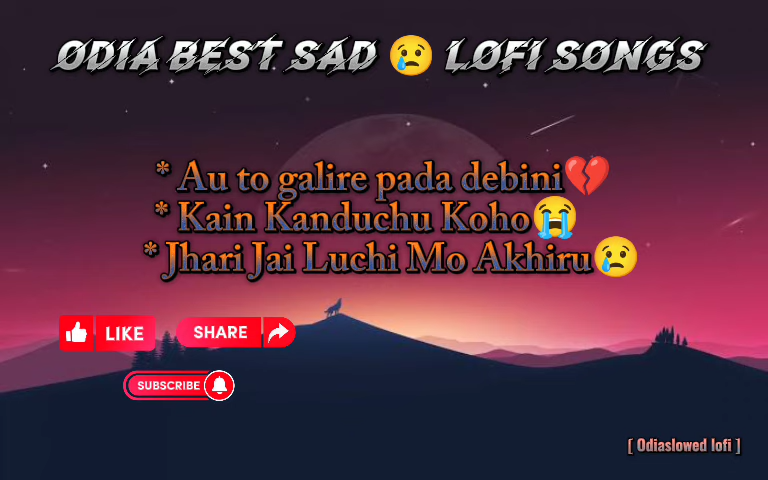 ODIA BEST SAD 😢 LOFI SONGS
* Au to galire pada debini💔
* Kain Kanduchu Koho😭
* Jhari Jai Luchi Mo Akhiru😢
LIKE
SHARE
SUBSCRIBE
[ Odiaslowed lofi ]